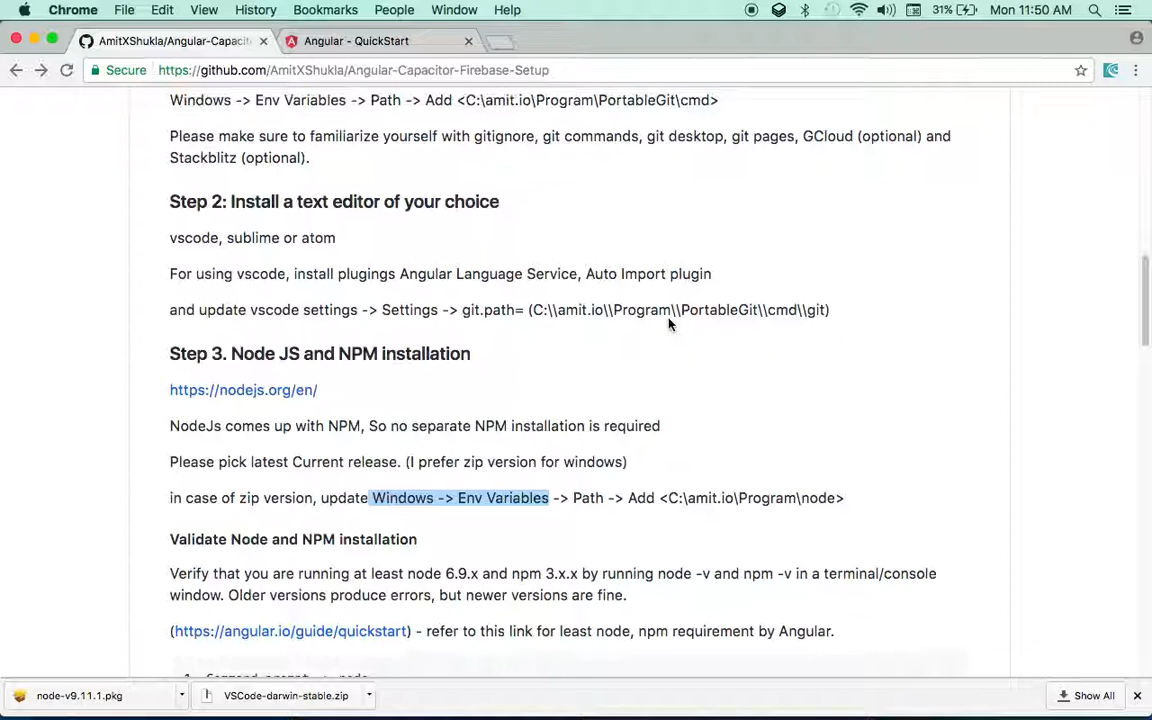 Chrome File Edit View History Bookmarks People Window Help 31% Mon 11:50 AM
AmitXShukla/Angular-Capacit Angular - QuickStart
Secure https://github.com/AmitXShukla/Angular-Capacitor-Firebase-Setup
Windows -> Env Variables -> Path -> Add <C:\amit.io\Program\PortableGit\cmd>
Please make sure to familiarize yourself with gitignore, git commands, git desktop, git pages, GCloud (optional) and
Stackblitz (optional).
Step 2: Install a text editor of your choice
vscode, sublime or atom
For using vscode, install plugings Angular Language Service, Auto Import plugin
and update vscode settings -> Settings -> git.path= (C:\\amit.io\\Program\\PortableGit\\cmd\\git)
Step 3. Node JS and NPM installation
https://nodejs.org/en/
NodeJs comes up with NPM, So no separate NPM installation is required
Please pick latest Current release. (I prefer zip version for windows)
in case of zip version, update Windows -> Env Variables -> Path -> Add <C:\amit.io\Program\node>
Validate Node and NPM installation
Verify that you are running at least node 6.9.x and npm 3.x.x by running node -v and npm -v in a terminal/console
window. Older versions produce errors, but newer versions are fine.
(https://angular.io/guide/quickstart) - refer to this link for least node, npm requirement by Angular.
node-v9.11.1.pkg VSCode-darwin-stable.zip Show All